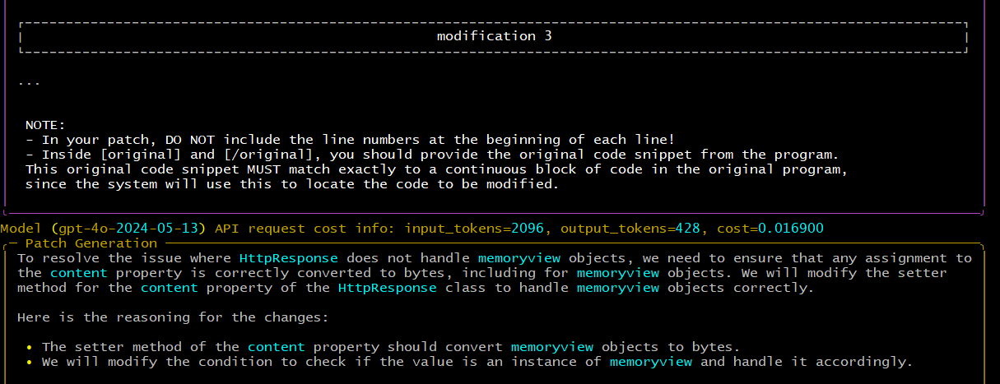 modification 3
...
NOTE:
- In your patch, DO NOT include the line numbers at the beginning of each line!
- Inside [original] and [/original], you should provide the original code snippet from the program.
This original code snippet MUST match exactly to a continuous block of code in the original program,
since the system will use this to locate the code to be modified.
Model (gpt-4o-2024-05-13) API request cost info: input_tokens=2096, output_tokens=428, cost=0.016900
Patch Generation
To resolve the issue where HttpResponse does not handle memoryview objects, we need to ensure that any assignment to
the content property is correctly converted to bytes, including for memoryview objects. We will modify the setter
method for the content property of the HttpResponse class to handle memoryview objects correctly.
Here is the reasoning for the changes:
• The setter method of the content property should convert memoryview objects to bytes.
• We will modify the condition to check if the value is an instance of memoryview and handle it accordingly.